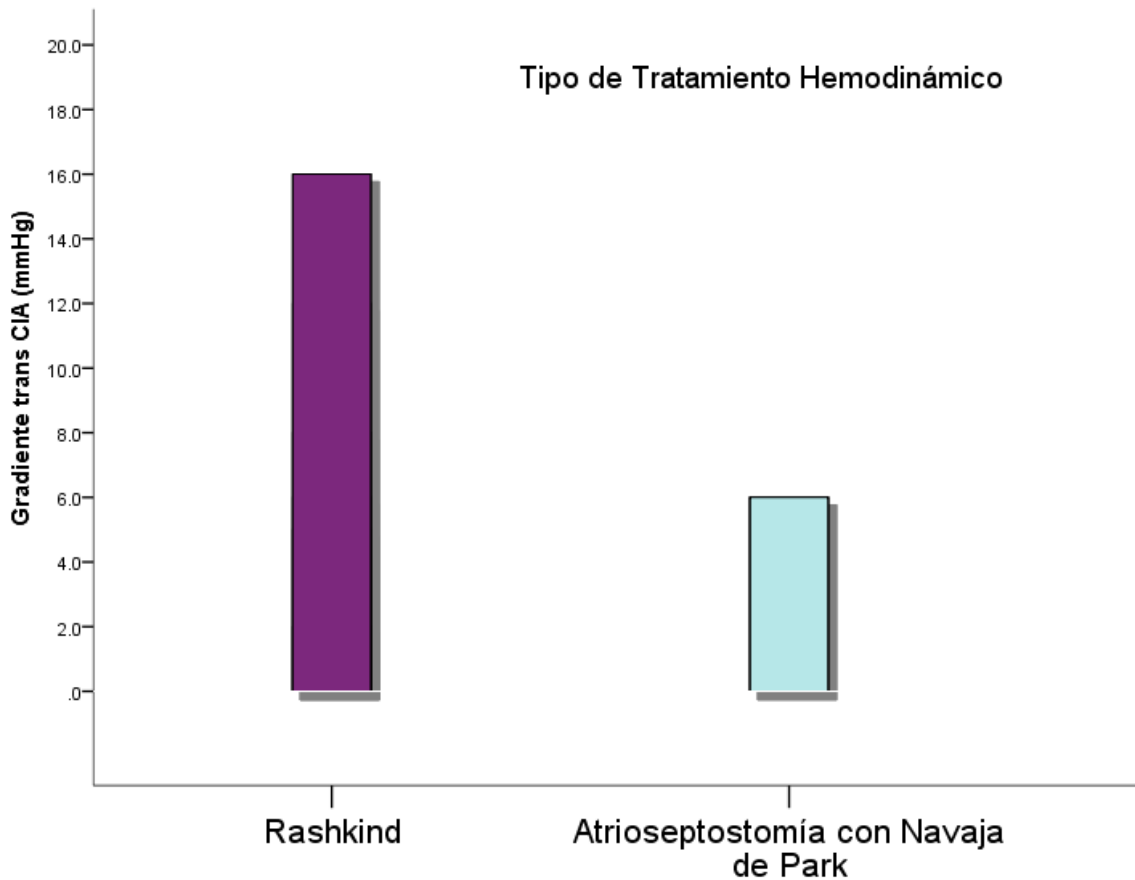 Tipo de Tratamiento Hemodinámico
Gradiente trans CIA (mmHg)
20.0
18.0
16.0
14.0
12.0
10.0
8.0
6.0
4.0
2.0
.0
Rashkind
Atrioseptostomía con Navaja
de Park